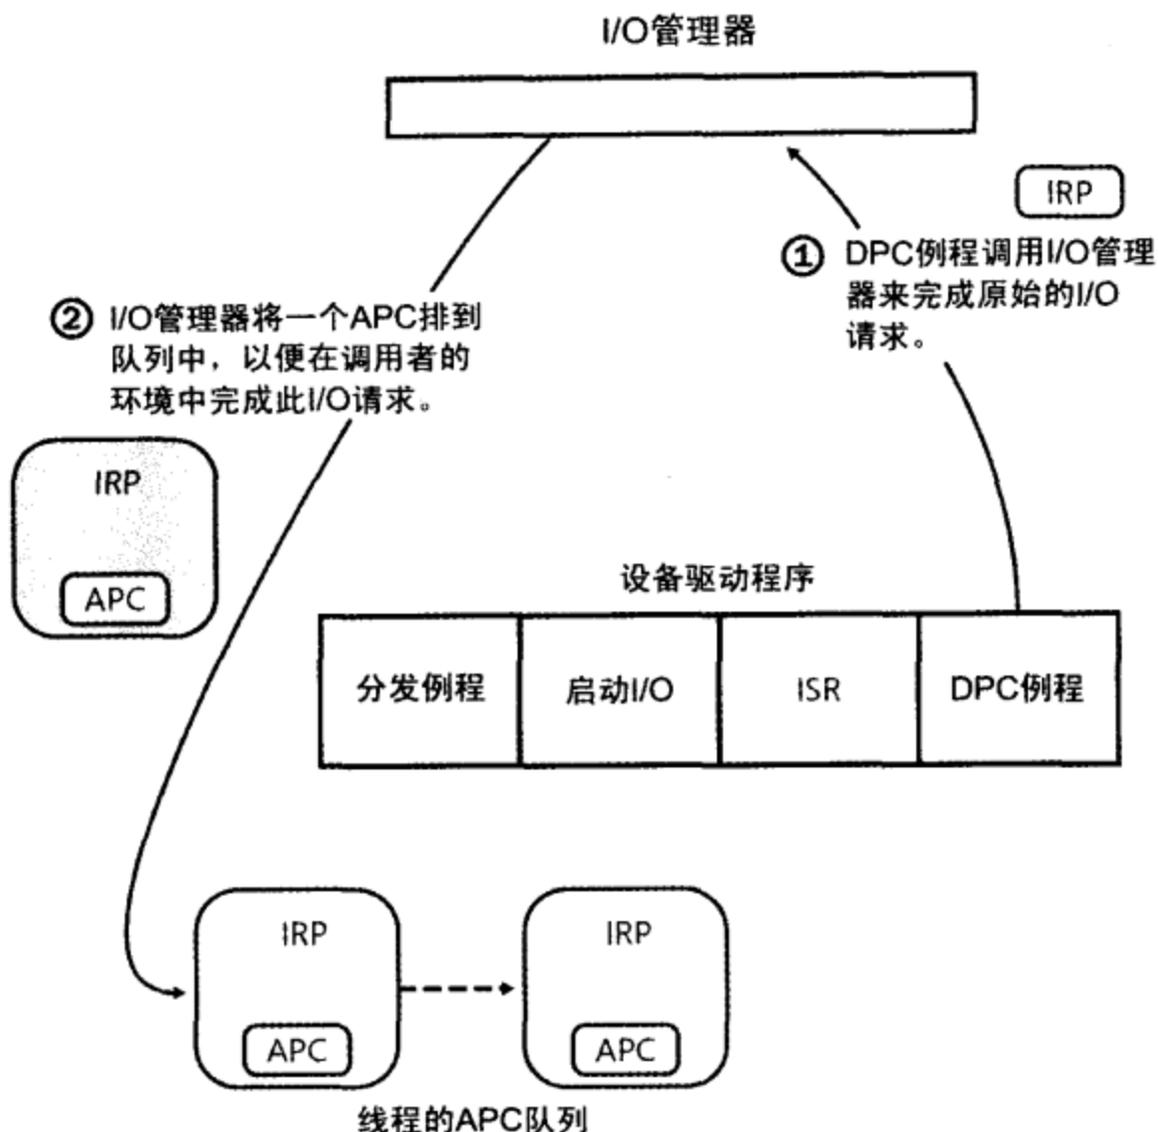 I/O管理器
IRP
① DPC例程调用I/O管理
器来完成原始的I/O
请求。
② I/O管理器将一个APC排到
队列中，以便在调用者的
环境中完成此I/O请求。
IRP
APC
设备驱动程序
分发例程 启动I/O ISR DPC例程
IRP IRP
APC APC
线程的APC队列